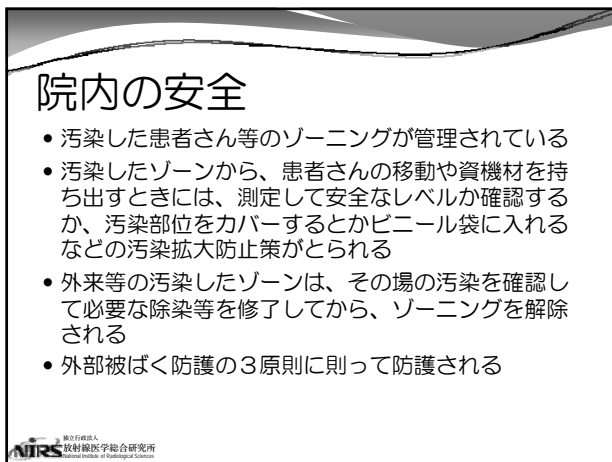 院内の安全
• 汚染した患者さん等のゾーニングが管理されている
• 汚染したゾーンから、患者さんの移動や資機材を持
ち出すときには、測定して安全なレベルか確認する
か、汚染部位をカバーするとかビニール袋に入れる
などの汚染拡大防止策がとられる
• 外来等の汚染したゾーンは、その場の汚染を確認し
て必要な除染等を修了してから、ゾーニングを解除
される
• 外部被ばく防護の３原則に則って防護される
独立行政法人
NIRS 放射線医学総合研究所
National Institute of Radiological Sciences